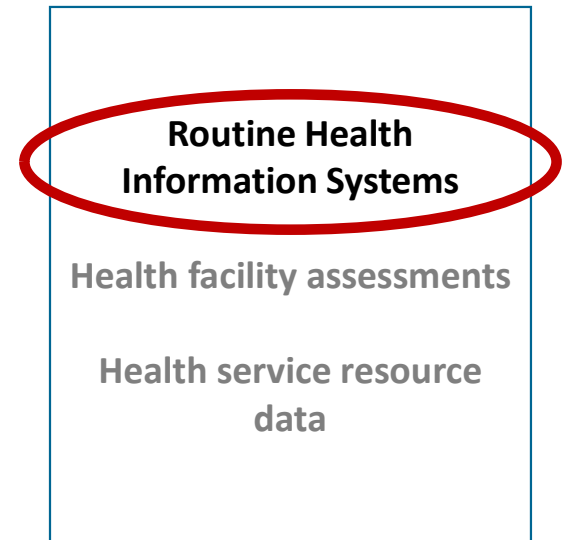 Routine Health
Information Systems
Health facility assessments
Health service resource
data